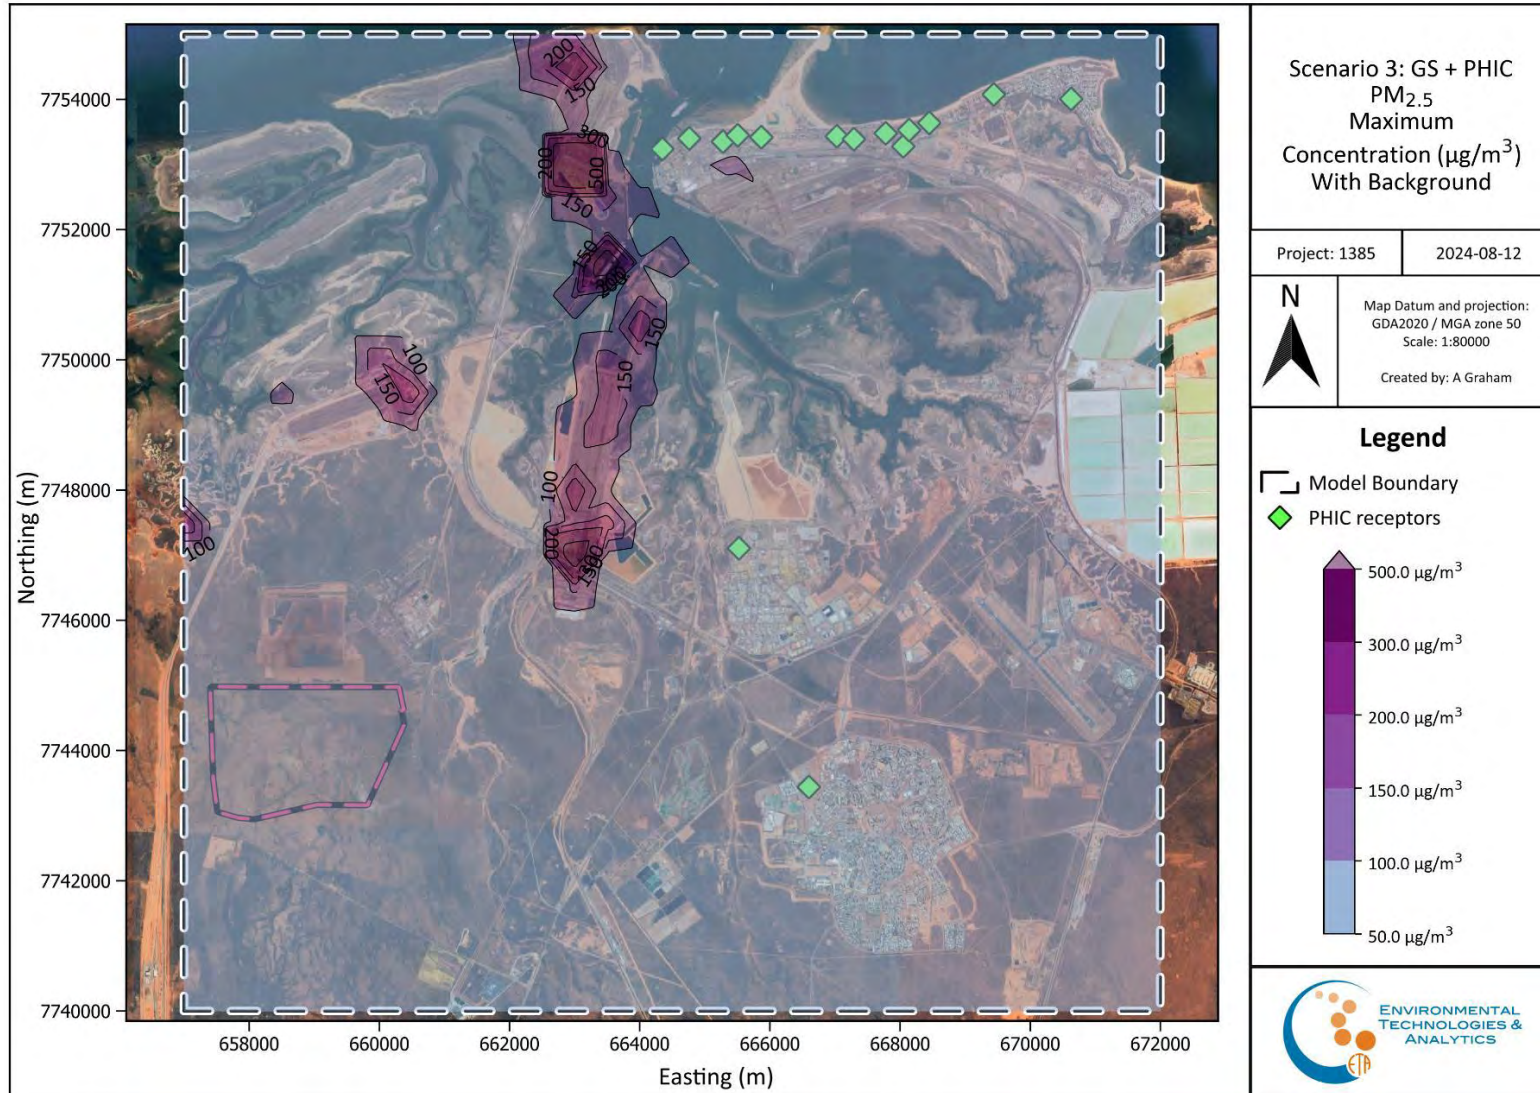 Scenario 3: GS + PHIC
PM2.5
Maximum
Concentration (µg/m³)
With Background
Project: 1385
2024-08-12
N
Map Datum and projection:
GDA2020 / MGA zone 50
Scale: 1:80000
Created by: A Graham
Legend
Model Boundary
PHIC receptors
500.0 µg/m³
300.0 µg/m³
200.0 µg/m³
150.0 µg/m³
100.0 µg/m³
50.0 µg/m³
ENVIRONMENTAL
TECHNOLOGIES &
ANALYTICS
ETA
Northing (m)
7754000
7752000
7750000
7748000
7746000
7744000
7742000
7740000
658000
660000
662000
664000
666000
668000
670000
672000
Easting (m)
200
150
300
200
500
150
150
200
150
150
100
150
100
200
150
100